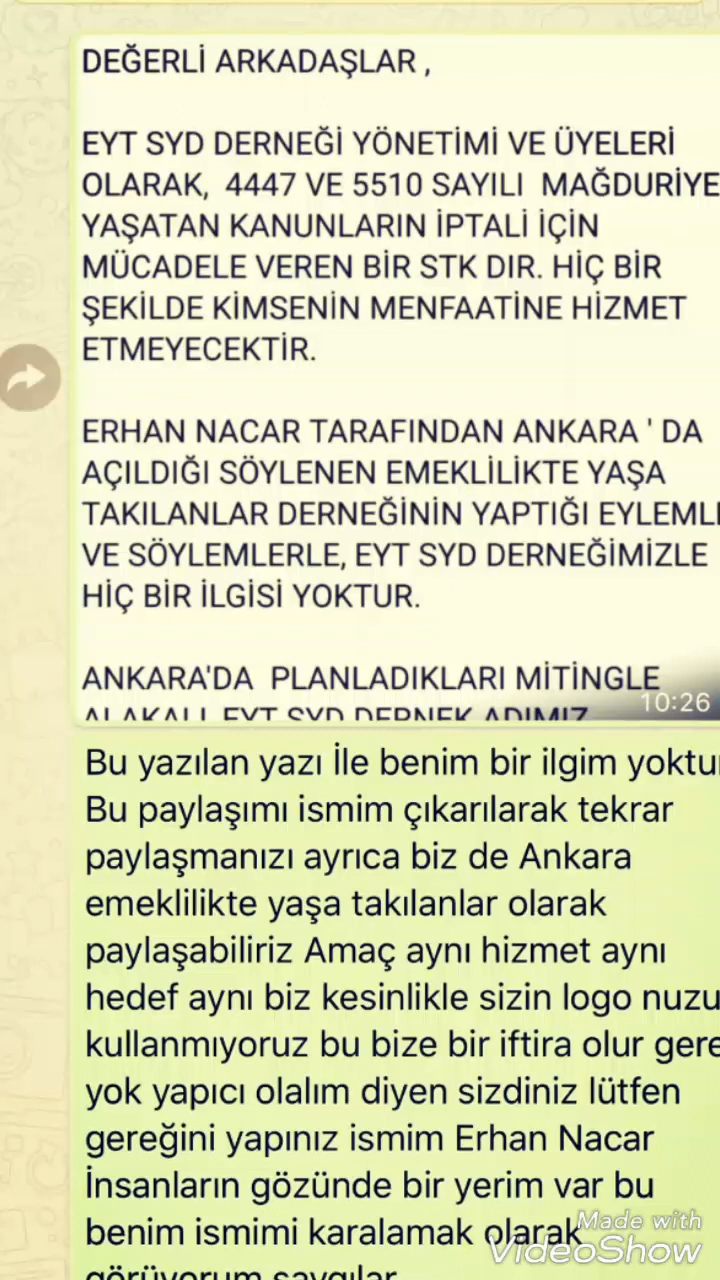 DEĞERLİ ARKADAŞLAR ,
EYT SYD DERNEĞİ YÖNETİMİ VE ÜYELERİ
OLARAK, 4447 VE 5510 SAYILI MAĞDURİYE
YAŞATAN KANUNLARIN İPTALİ İÇİN
MÜCADELE VEREN BİR STK DIR. HİÇ BİR
ŞEKİLDE KİMSENİN MENFAATİNE HİZMET
ETMEYECEKTİR.
ERHAN NACAR TARAFINDAN ANKARA ' DA
AÇILDIĞI SÖYLENEN EMEKLİLİKTE YAŞA
TAKILANLAR DERNEĞİNİN YAPTIĞI EYLEML
VE SÖYLEMLERLE, EYT SYD DERNEĞİMİZLE
HİÇ BİR İLGİSİ YOKTUR.
ANKARA'DA PLANLADIKLARI MİTİNGLE
ALAKALI EYT SYD DERNEK ADIMIZ
10:26
Bu yazılan yazı İle benim bir ilgim yoktu
Bu paylaşımı ismim çıkarılarak tekrar
paylaşmanızı ayrıca biz de Ankara
emeklilikte yaşa takılanlar olarak
paylaşabiliriz Amaç aynı hizmet aynı
hedef aynı biz kesinlikle sizin logo nuzu
kullanmıyoruz bu bize bir iftira olur gere
yok yapıcı olalım diyen sizdiniz lütfen
gereğini yapınız ismim Erhan Nacar
İnsanların gözünde bir yerim var bu
benim ismimi karalamak olarak
görüyorum saygılar
Made with
VideoShow